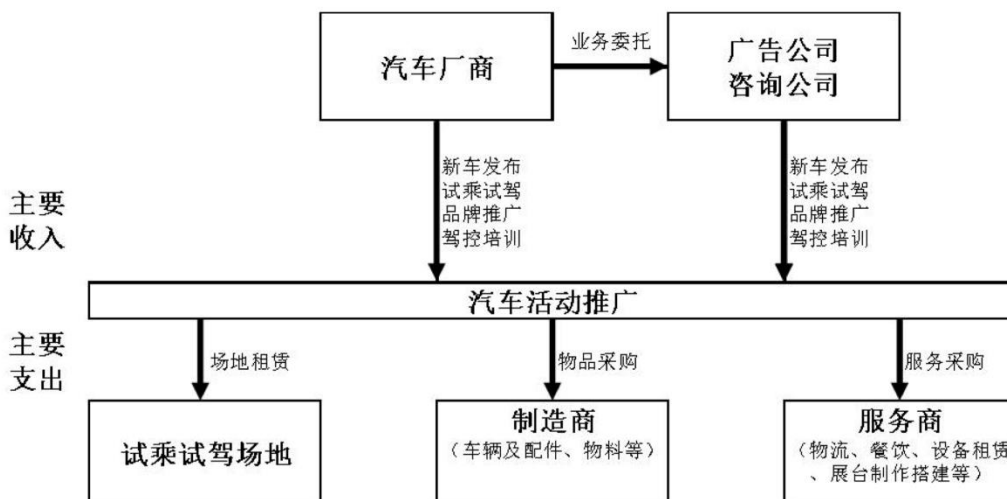 汽车厂商
业务委托
广告公司
咨询公司
新车发布
试乘试驾
品牌推广
驾控培训
新车发布
试乘试驾
品牌推广
驾控培训
主要
收入
汽车活动推广
主要
支出
场地租赁
物品采购
服务采购
试乘试驾场地
制造商
（车辆及配件、物料等）
服务商
（物流、餐饮、设备租赁
、展台制作搭建等）